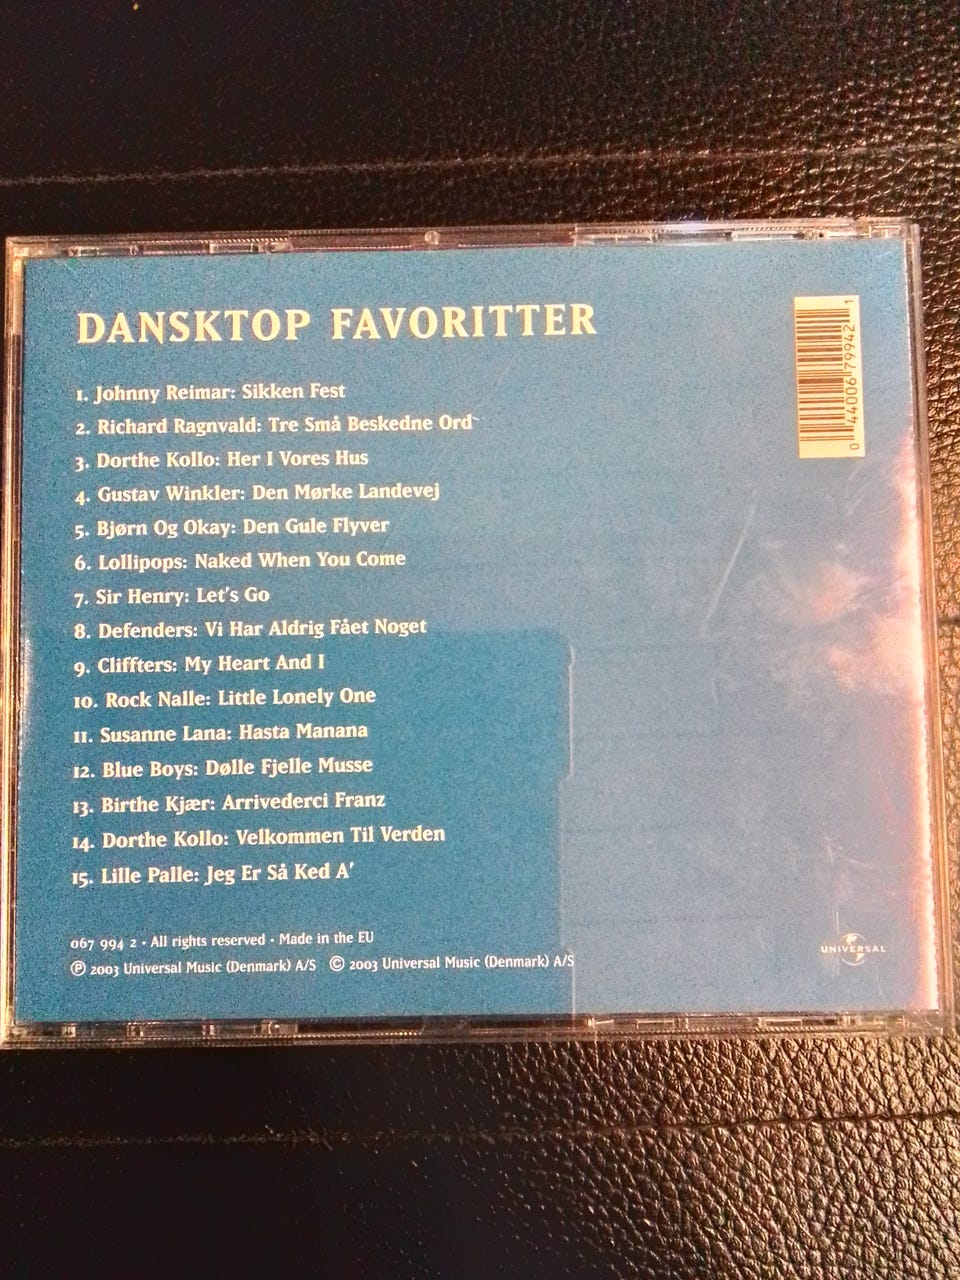 DANSKTOP FAVORITTER
1. Johnny Reimar: Sikken Fest
2. Richard Ragnvald: Tre Små Beskedne Ord
3. Dorthe Kollo: Her I Vores Hus
4. Gustav Winkler: Den Mørke Landevej
5. Bjørn Og Okay: Den Gule Flyver
6. Lollipops: Naked When You Come
7. Sir Henry: Let's Go
8. Defenders: Vi Har Aldrig Fået Noget
9. Cliffters: My Heart And I
10. Rock Nalle: Little Lonely One
11. Susanne Lana: Hasta Manana
12. Blue Boys: Dølle Fjelle Musse
13. Birthe Kjær: Arrivederci Franz
14. Dorthe Kollo: Velkommen Til Verden
15. Lille Palle: Jeg Er Så Ked A'
067 994 2 · All rights reserved · Made in the EU
℗ 2003 Universal Music (Denmark) A/S © 2003 Universal Music (Denmark) A/S
0 44006 79942 1
UNIVERSAL